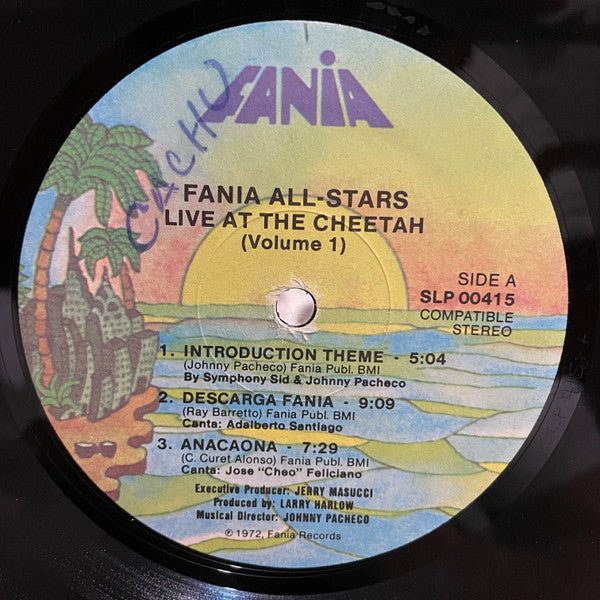 FANIA
CACHU
FANIA ALL-STARS
LIVE AT THE CHEETAH
(Volume 1)
SIDE A
SLP 00415
COMPATIBLE
STEREO
1. INTRODUCTION THEME - 5:04
(Johnny Pacheco) Fania Publ. BMI
By Symphony Sid & Johnny Pacheco
2. DESCARGA FANIA - 9:09
(Ray Barretto) Fania Publ. BMI
Canta: Adalberto Santiago
3. ANACAONA - 7:29
(C. Curet Alonso) Fania Publ. BMI
Canta: Jose "Cheo" Feliciano
Executive Producer: JERRY MASUCCI
Produced by: LARRY HARLOW
Musical Director: JOHNNY PACHECO
℗ 1972, Fania Records